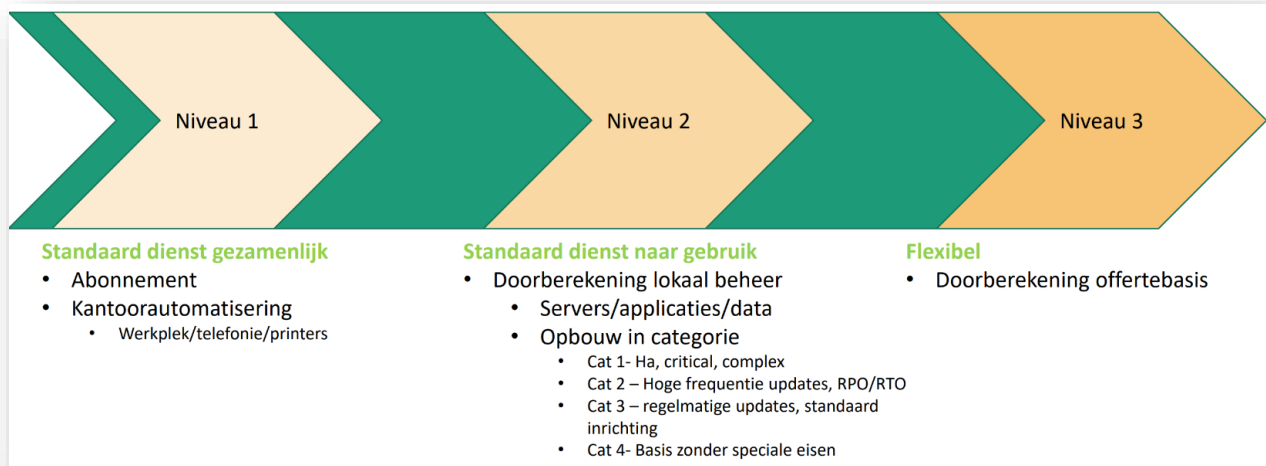 Niveau 1
Niveau 2
Niveau 3
Standaard dienst gezamenlijk
• Abonnement
• Kantoorautomatisering
• Werkplek/telefonie/printers
Standaard dienst naar gebruik
• Doorberekening lokaal beheer
• Servers/applicaties/data
• Opbouw in categorie
• Cat 1- Ha, critical, complex
• Cat 2 – Hoge frequentie updates, RPO/RTO
• Cat 3 – regelmatige updates, standaard
inrichting
• Cat 4- Basis zonder speciale eisen
Flexibel
• Doorberekening offertebasis